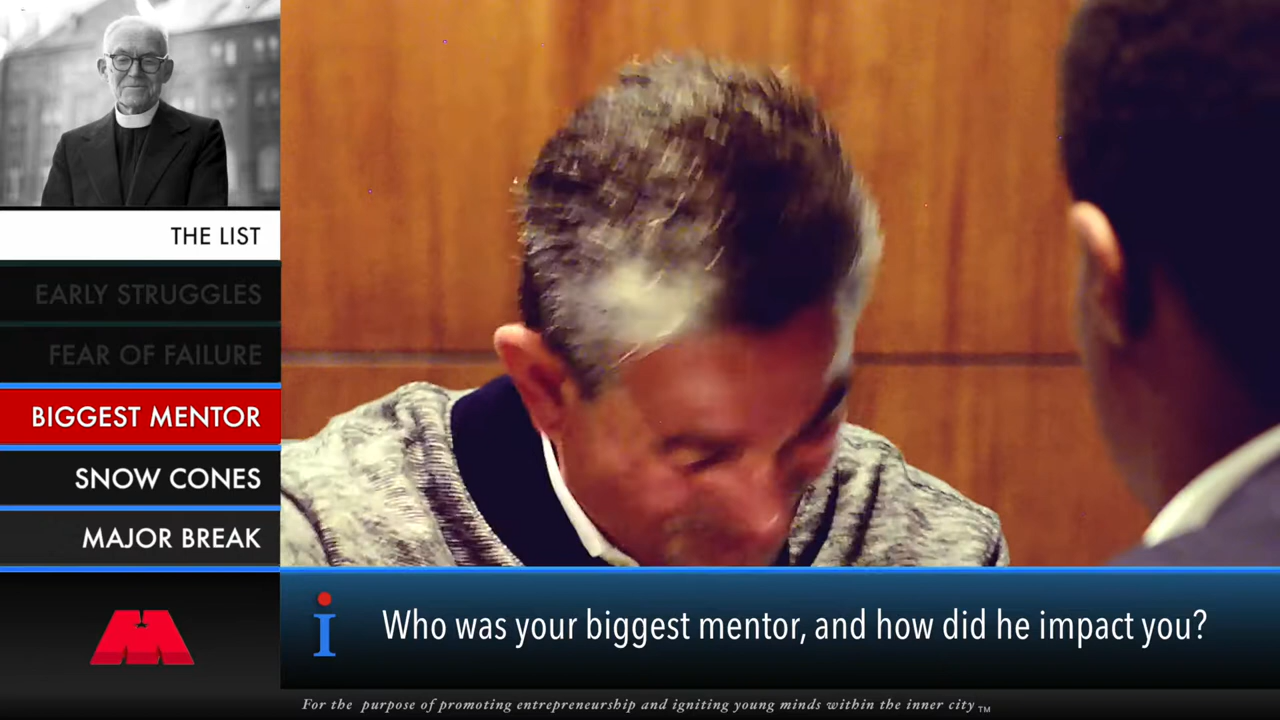 THE LIST
EARLY STRUGGLES
FEAR OF FAILURE
BIGGEST MENTOR
SNOW CONES
MAJOR BREAK
i Who was your biggest mentor, and how did he impact you?
For the purpose of promoting entrepreneurship and igniting young minds within the inner city ™